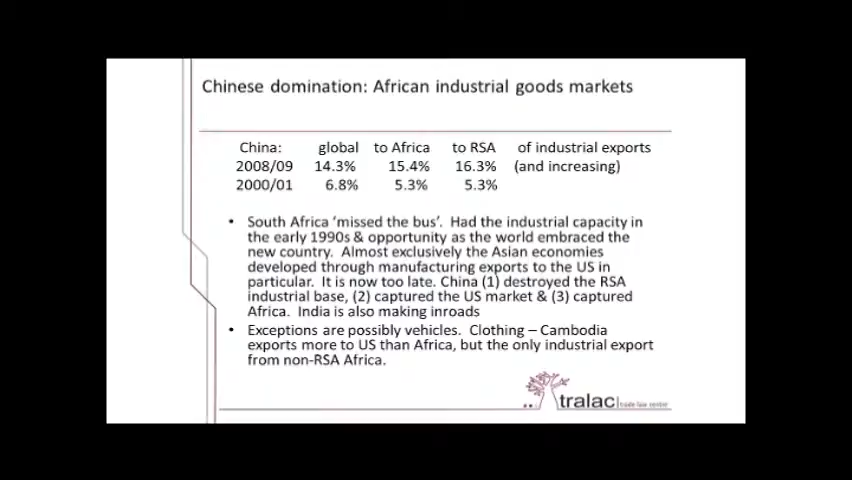 Chinese domination: African industrial goods markets
China: global to Africa to RSA of industrial exports
2008/09 14.3% 15.4% 16.3% (and increasing)
2000/01 6.8% 5.3% 5.3%
• South Africa ‘missed the bus’. Had the industrial capacity in
the early 1990s & opportunity as the world embraced the
new country. Almost exclusively the Asian economies
developed through manufacturing exports to the US in
particular. It is now too late. China (1) destroyed the RSA
industrial base, (2) captured the US market & (3) captured
Africa. India is also making inroads
• Exceptions are possibly vehicles. Clothing – Cambodia
exports more to US than Africa, but the only industrial export
from non-RSA Africa.
tralac trade law center